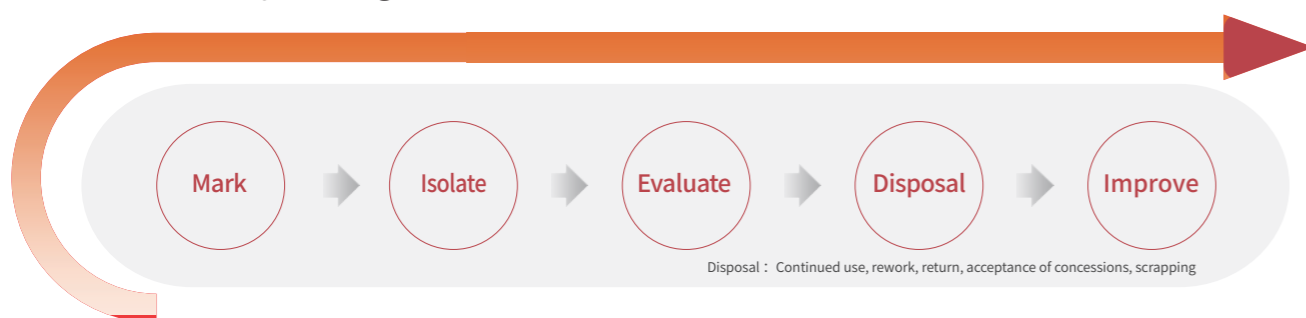 Mark
Isolate
Evaluate
Disposal
Improve
Disposal： Continued use, rework, return, acceptance of concessions, scrapping